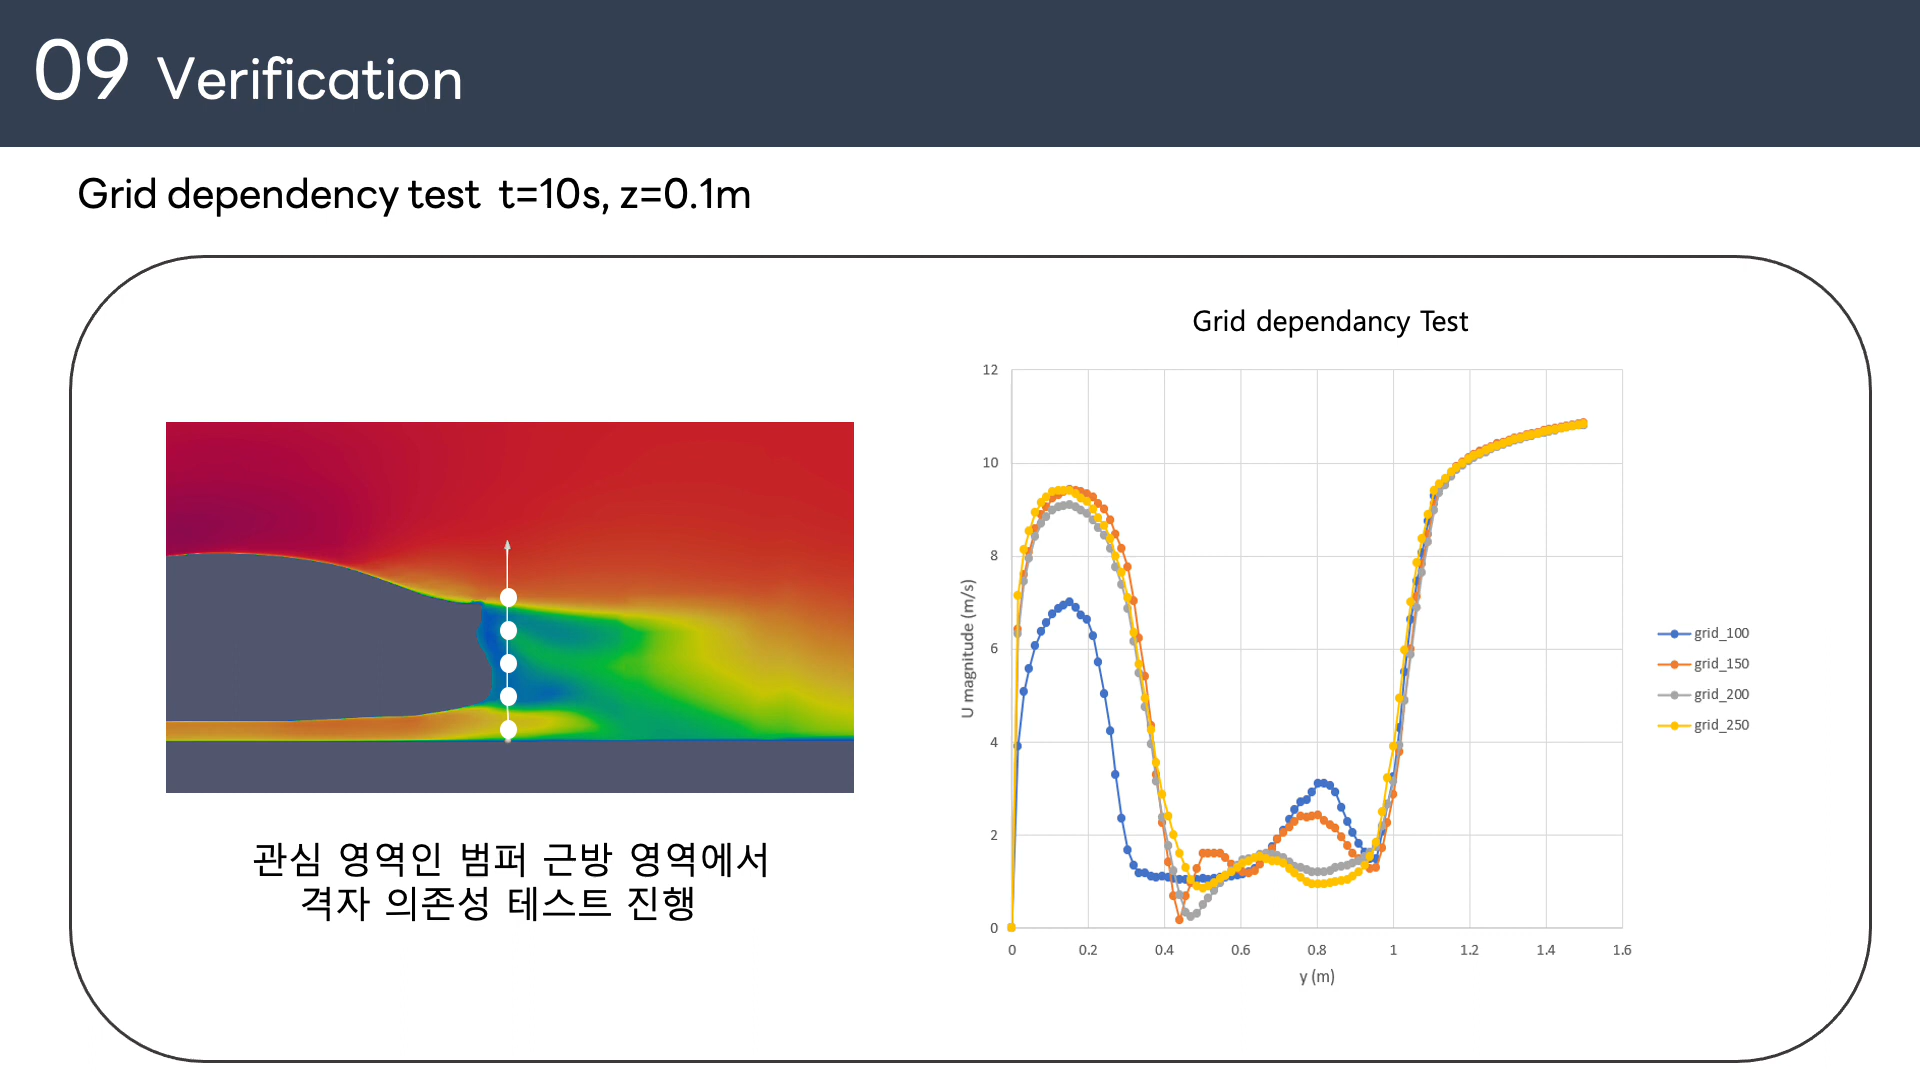 09 Verification
Grid dependency test t=10s, z=0.1m
관심 영역인 범퍼 근방 영역에서
격자 의존성 테스트 진행
Grid dependancy Test
U magnitude (m/s)
12
10
8
6
4
2
0
0 0.2 0.4 0.6 0.8 1 1.2 1.4 1.6
y (m)
grid_100
grid_150
grid_200
grid_250